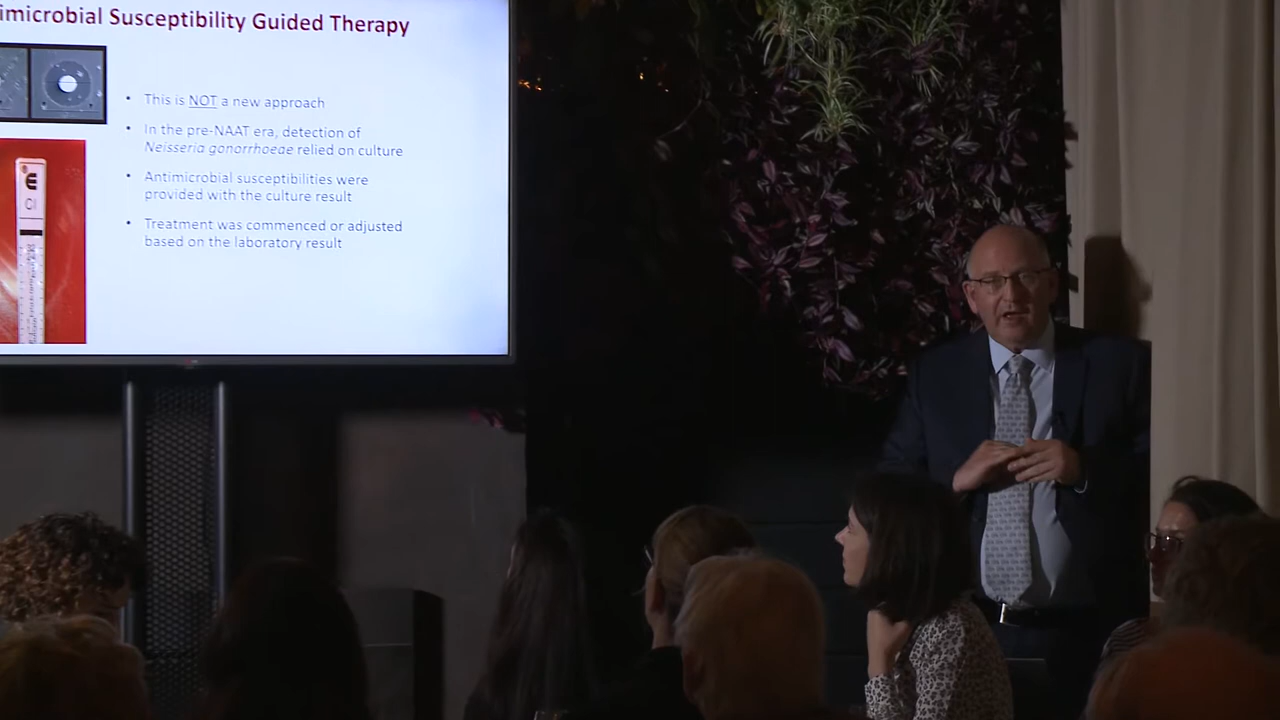 imicrobial Susceptibility Guided Therapy
• This is NOT a new approach
• In the pre-NAAT era, detection of
Neisseria gonorrhoeae relied on culture
• Antimicrobial susceptibilities were
provided with the culture result
• Treatment was commenced or adjusted
based on the laboratory result
E
CI